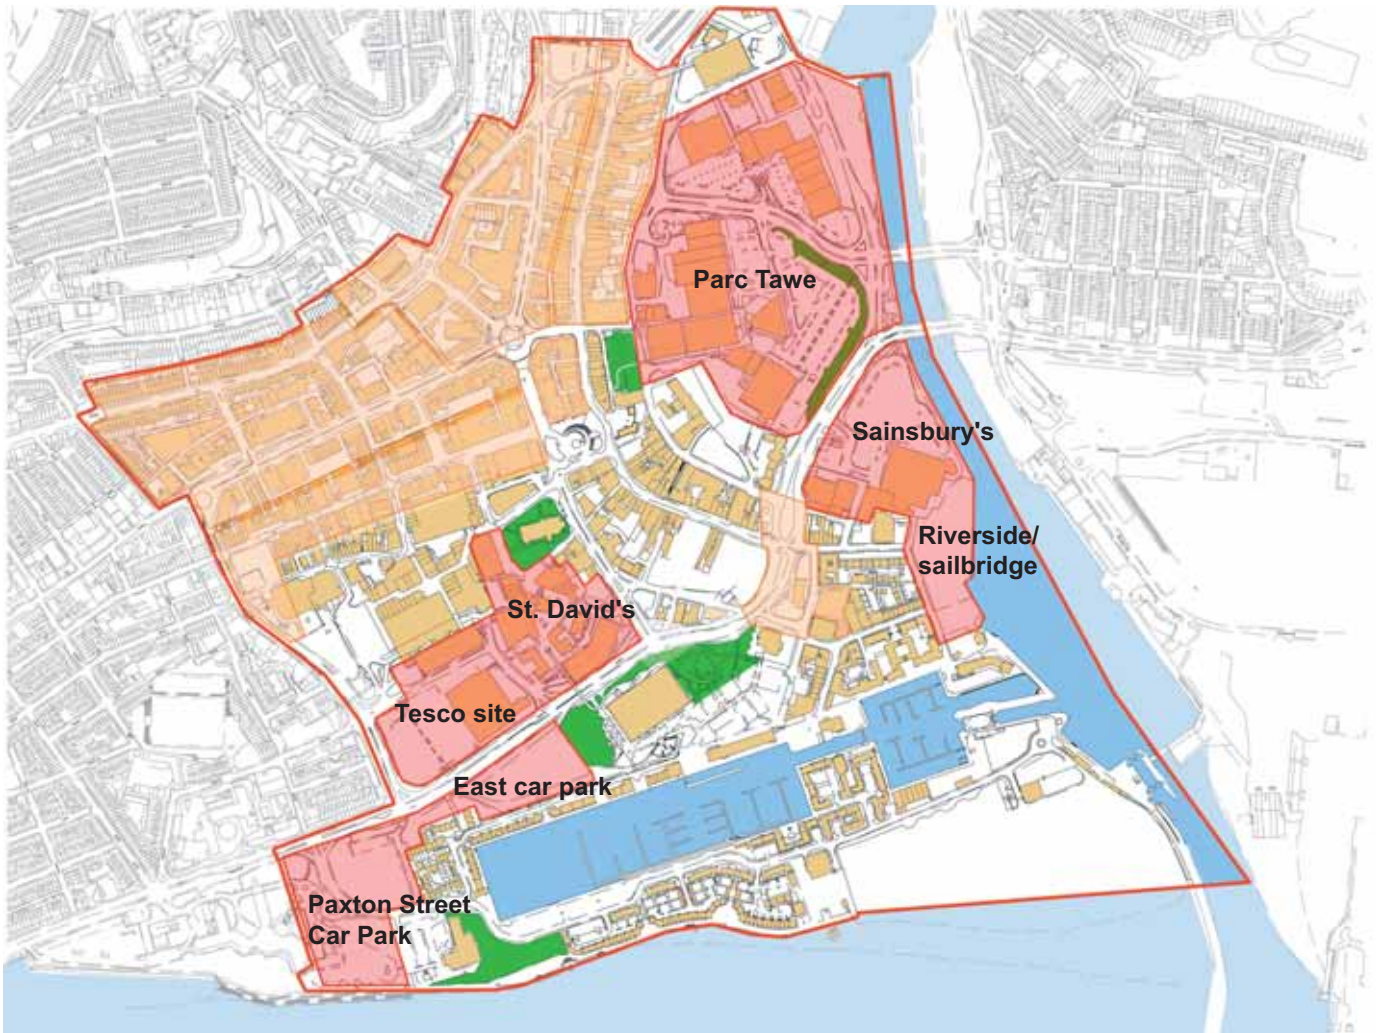 Parc Tawe
Sainsbury's
Riverside/
sailbridge
St. David's
Tesco site
East car park
Paxton Street
Car Park